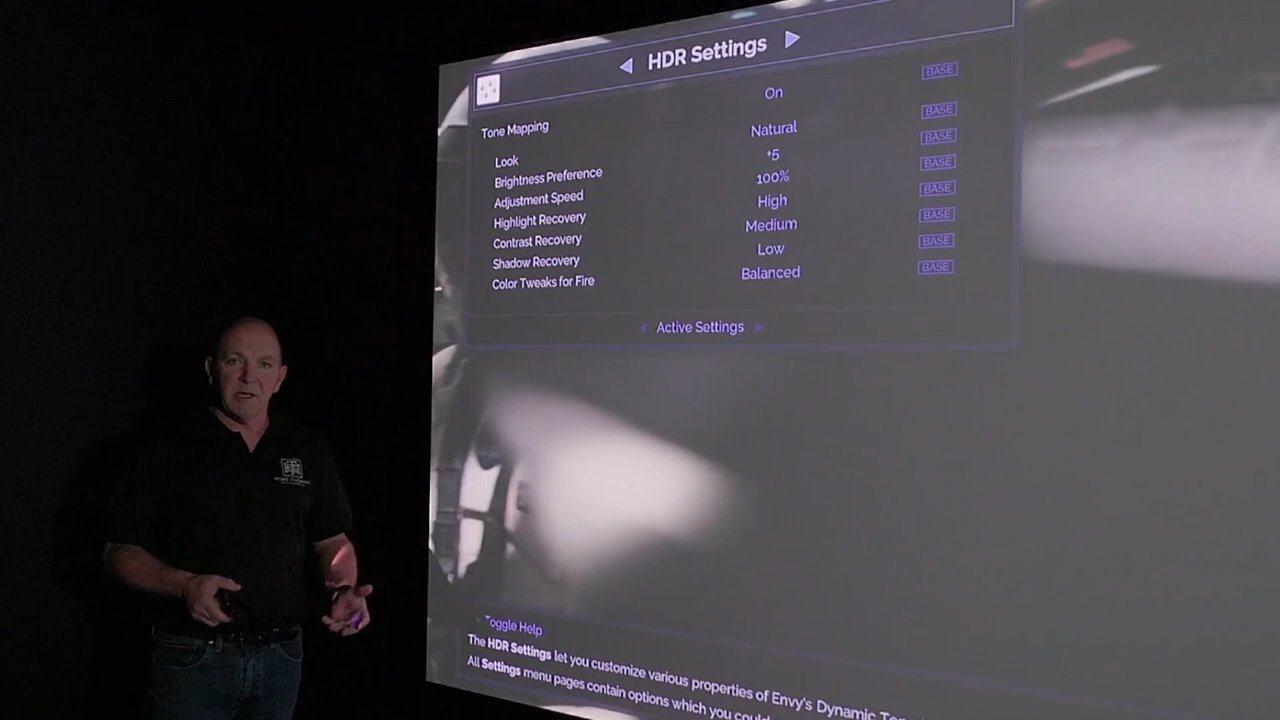 HDR Settings
Tone Mapping On BASE
Look Natural BASE
Brightness Preference +5 BASE
Adjustment Speed 100% BASE
Highlight Recovery High BASE
Contrast Recovery Medium BASE
Shadow Recovery Low BASE
Color Tweaks for Fire Balanced BASE
Active Settings
Toggle Help
The HDR Settings let you customize various properties of Envy's Dynamic
All Settings menu pages contain options which you